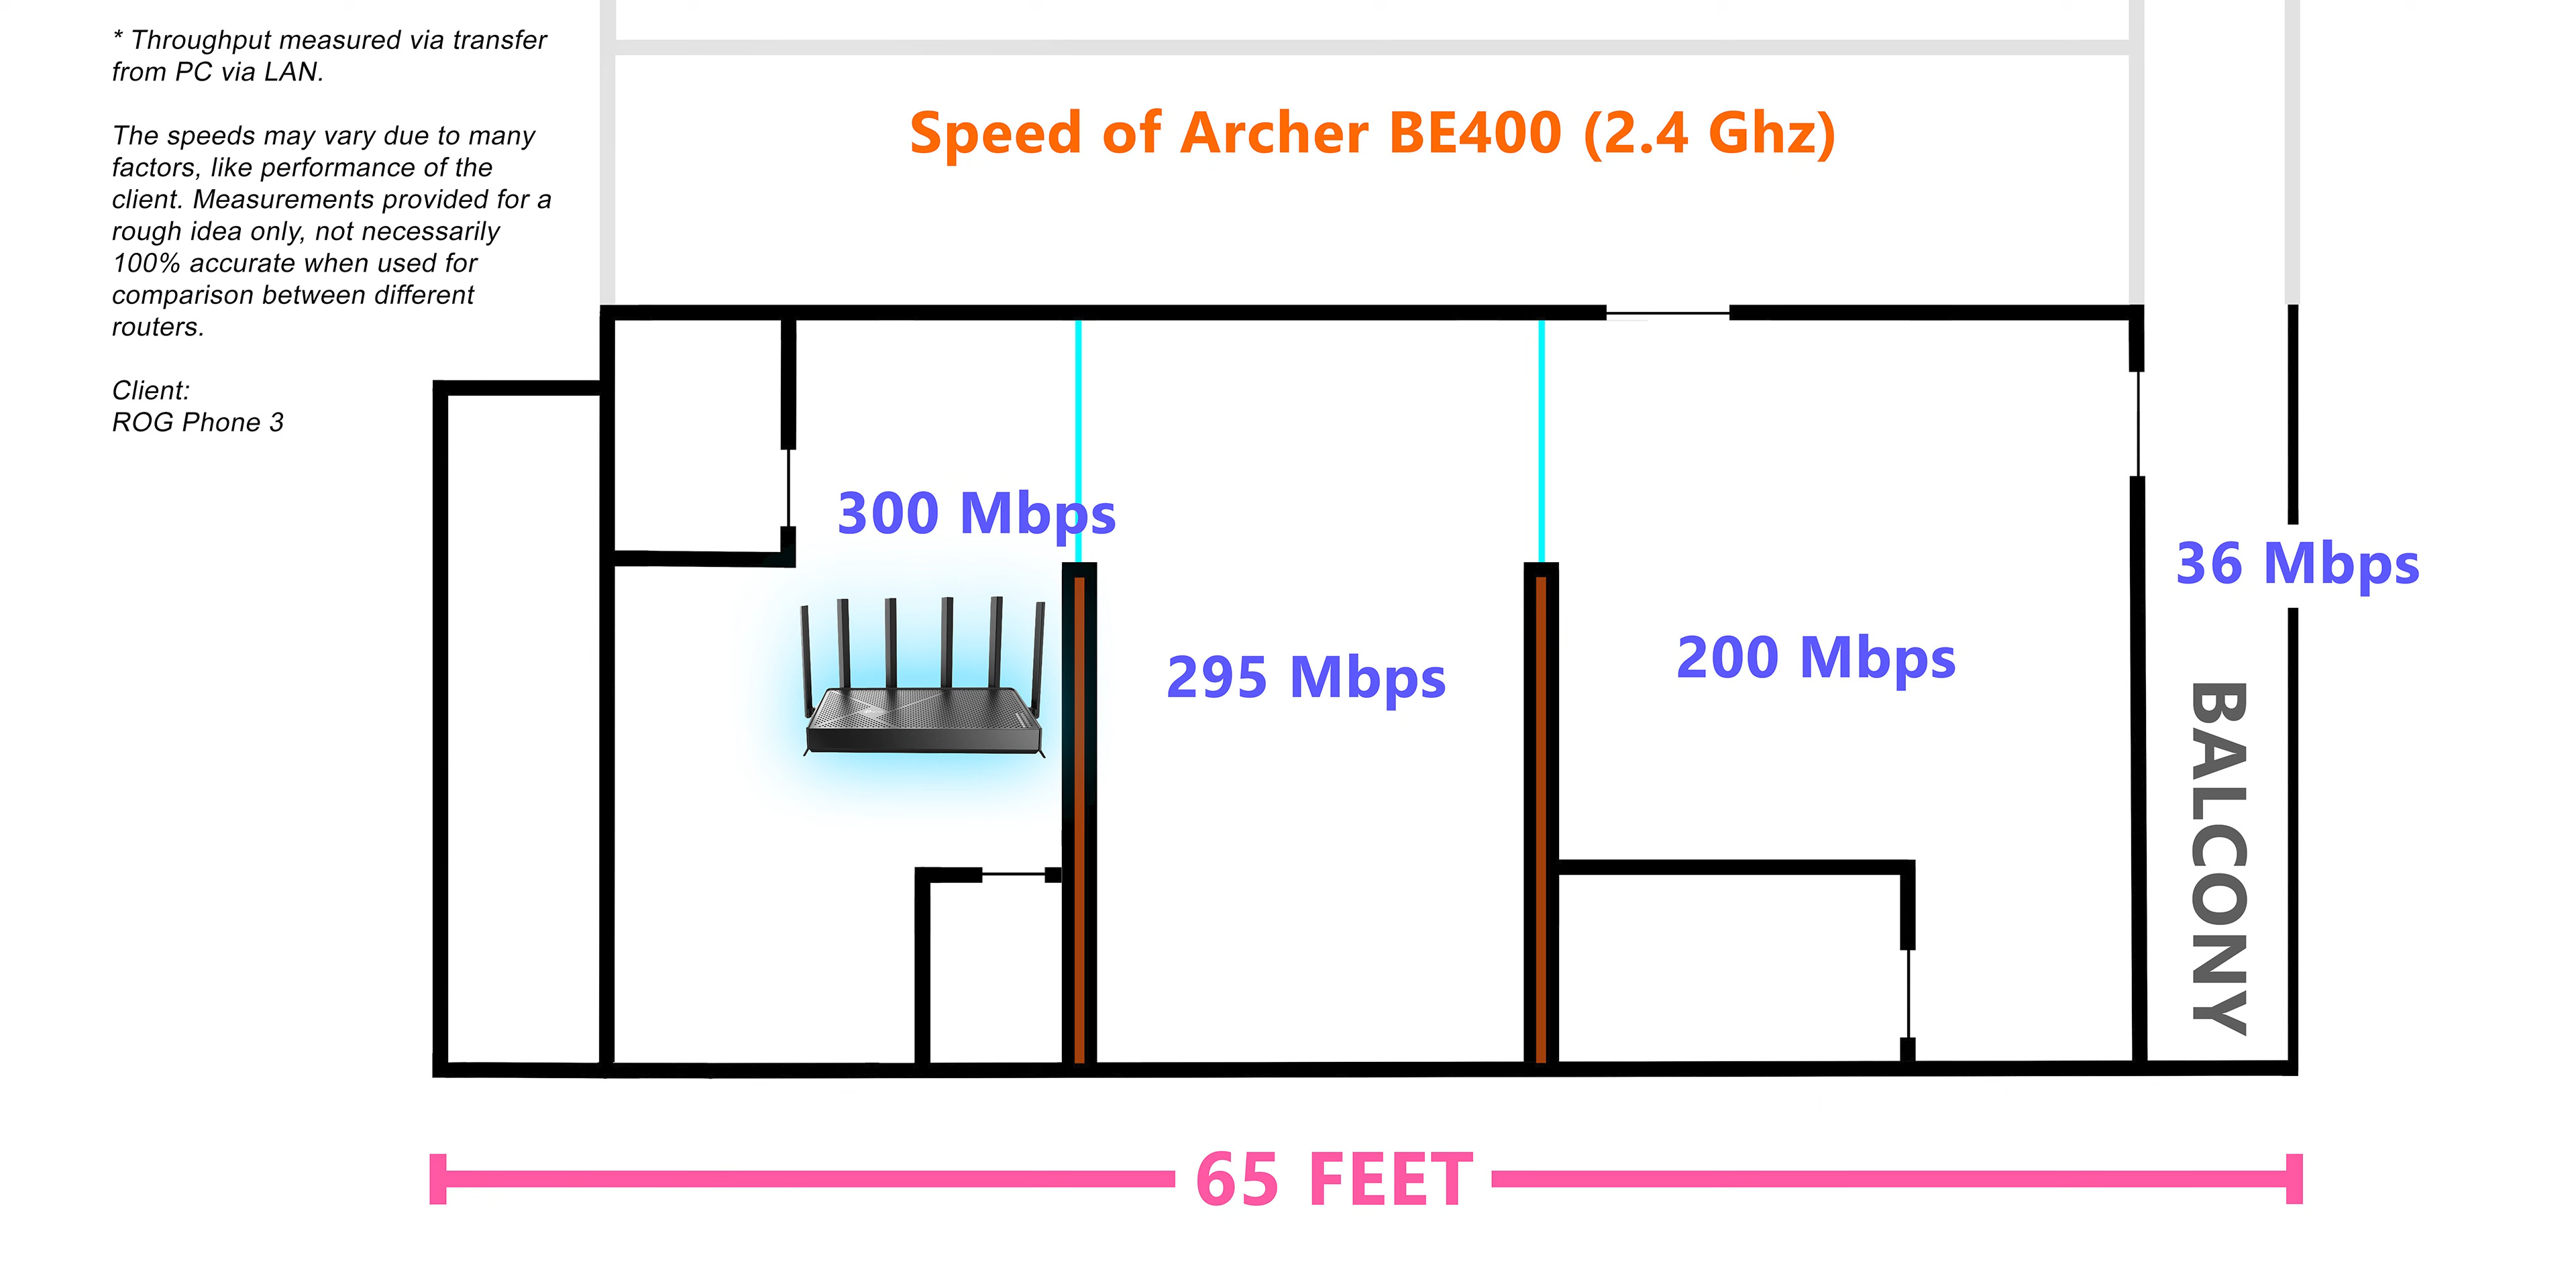 * Throughput measured via transfer
from PC via LAN.
The speeds may vary due to many
factors, like performance of the
client. Measurements provided for a
rough idea only, not necessarily
100% accurate when used for
comparison between different
routers.
Client:
ROG Phone 3
Speed of Archer BE400 (2.4 Ghz)
300 Mbps
295 Mbps
200 Mbps
36 Mbps
BALCONY
65 FEET